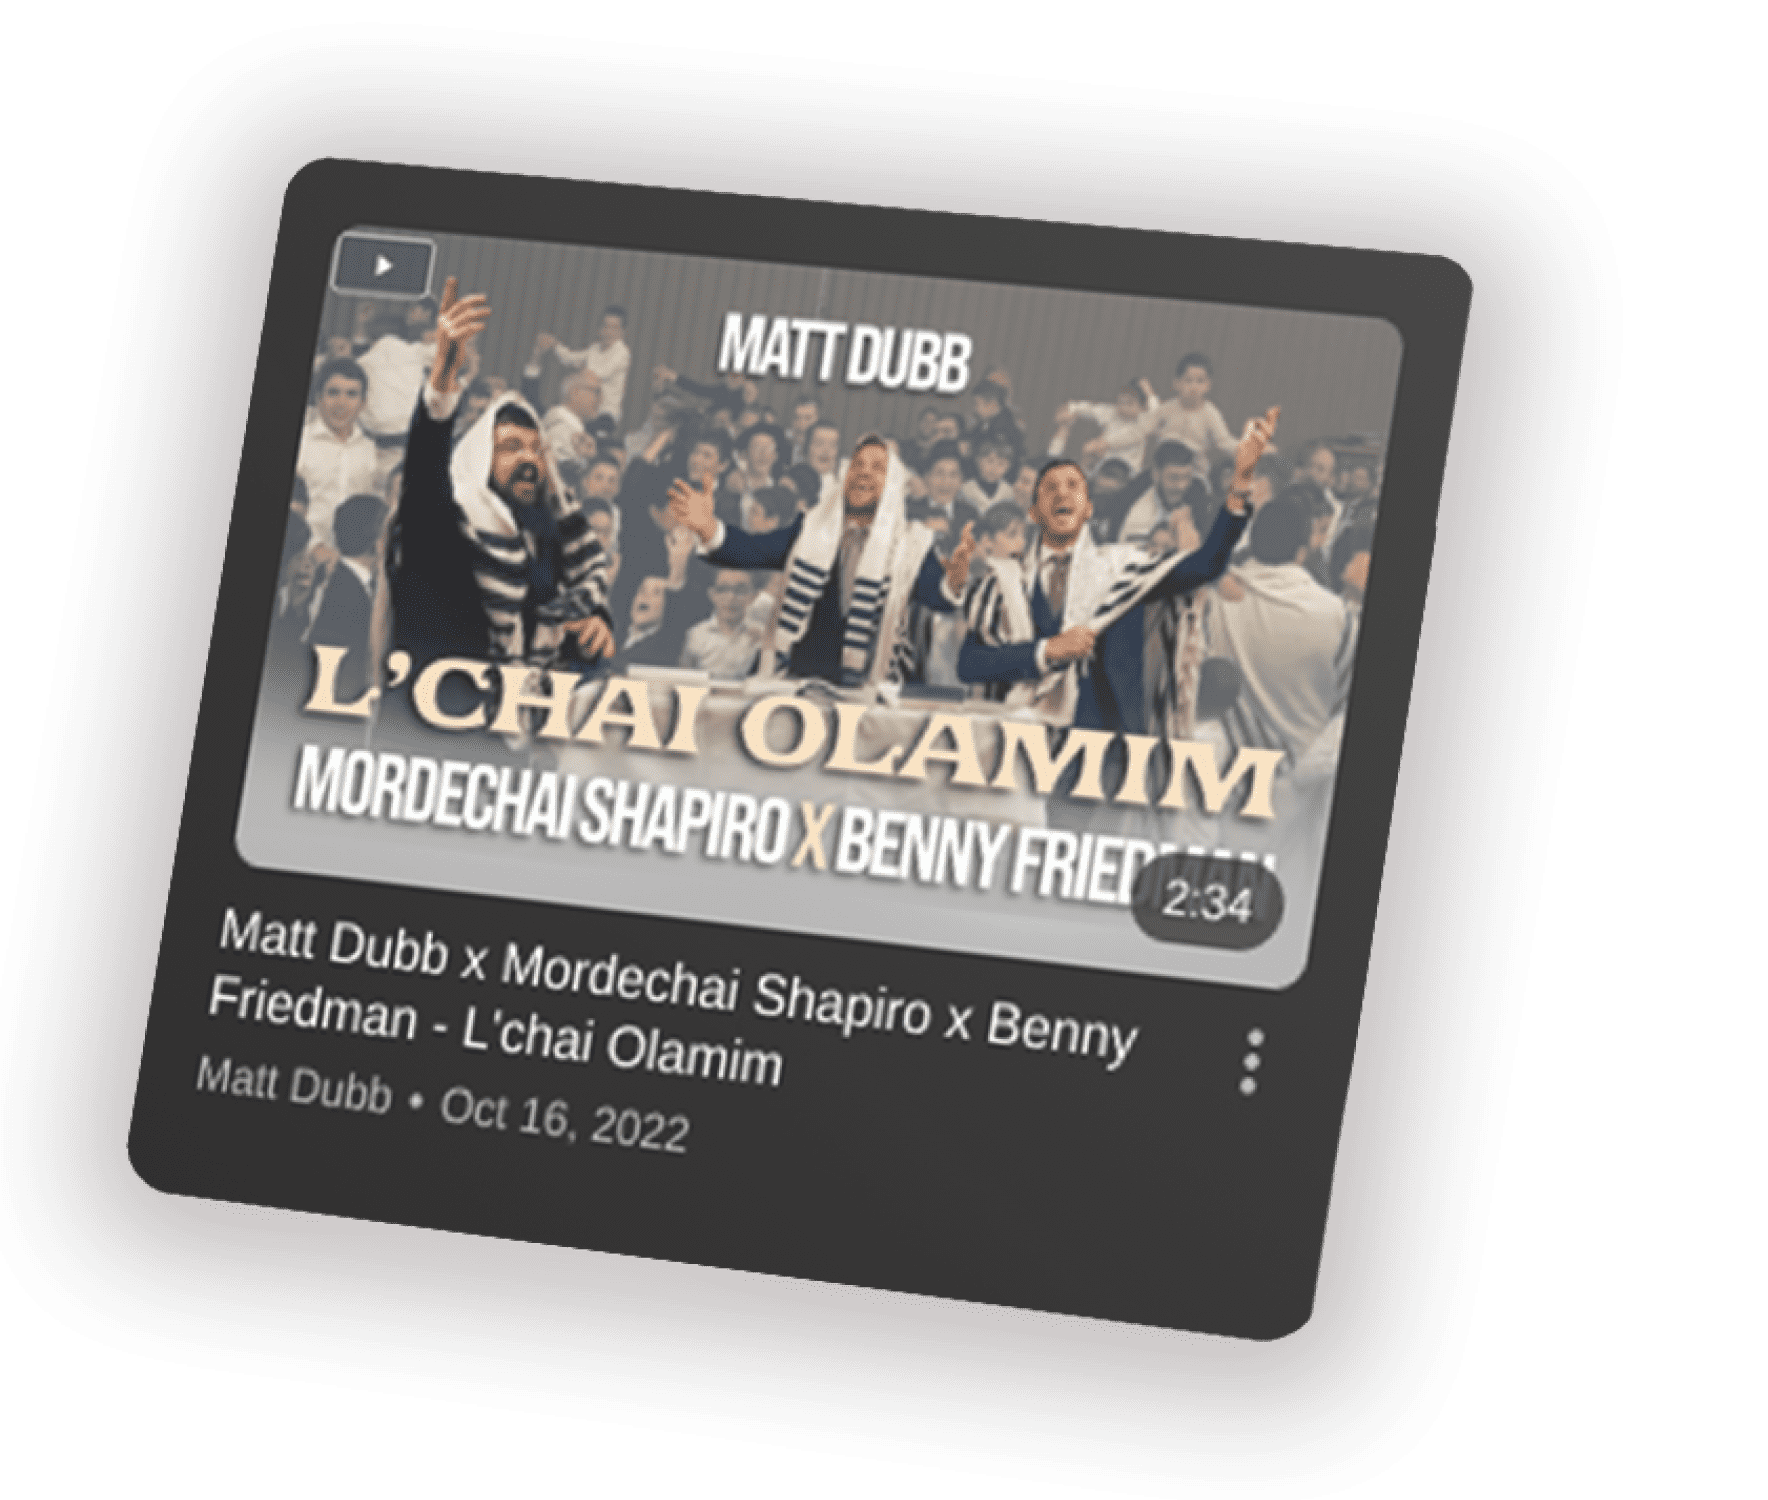 MATT DUBB
L'CHAI OLAMIM
MORDECHAI SHAPIRO X BENNY FRIEDMAN
2:34
Matt Dubb x Mordechai Shapiro x Benny
Friedman - L'chai Olamim
Matt Dubb • Oct 16, 2022